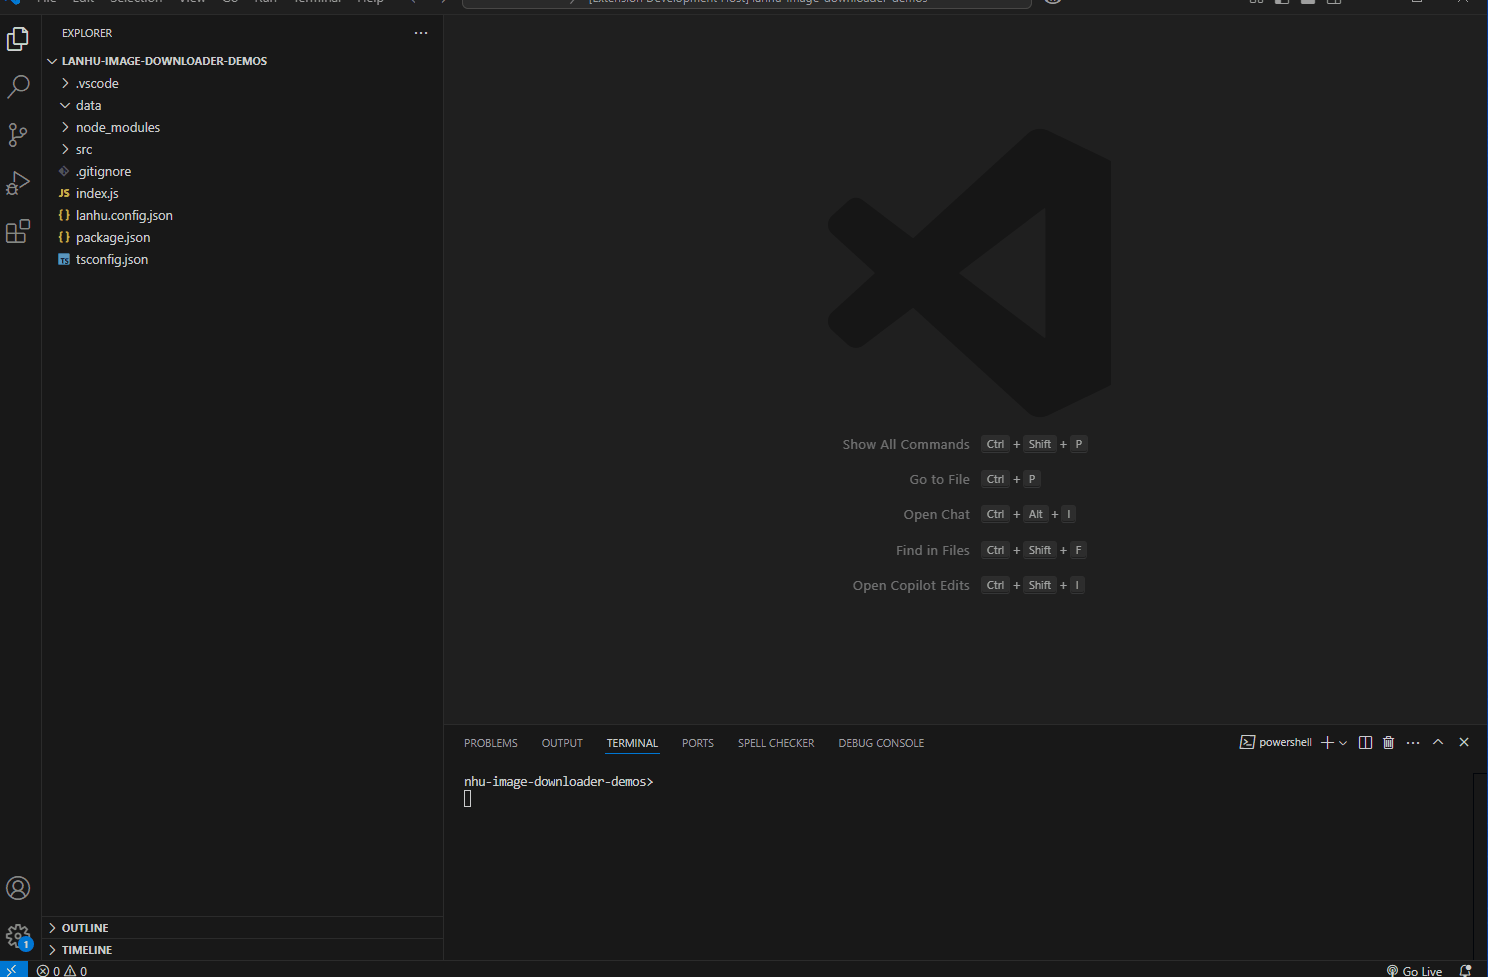 File Edit Selection View Go Run Terminal Help
[Extension Development Host] lanhu-image-downloader-demos
EXPLORER
LANHU-IMAGE-DOWNLOADER-DEMOS
.vscode
data
node_modules
src
.gitignore
JS index.js
{} lanhu.config.json
{} package.json
TS tsconfig.json
Show All Commands Ctrl + Shift + P
Go to File Ctrl + P
Open Chat Ctrl + Alt + I
Find in Files Ctrl + Shift + F
Open Copilot Edits Ctrl + Shift + I
PROBLEMS OUTPUT TERMINAL PORTS SPELL CHECKER DEBUG CONSOLE powershell
nhu-image-downloader-demos>
OUTLINE
1
TIMELINE
0 0 Go Live